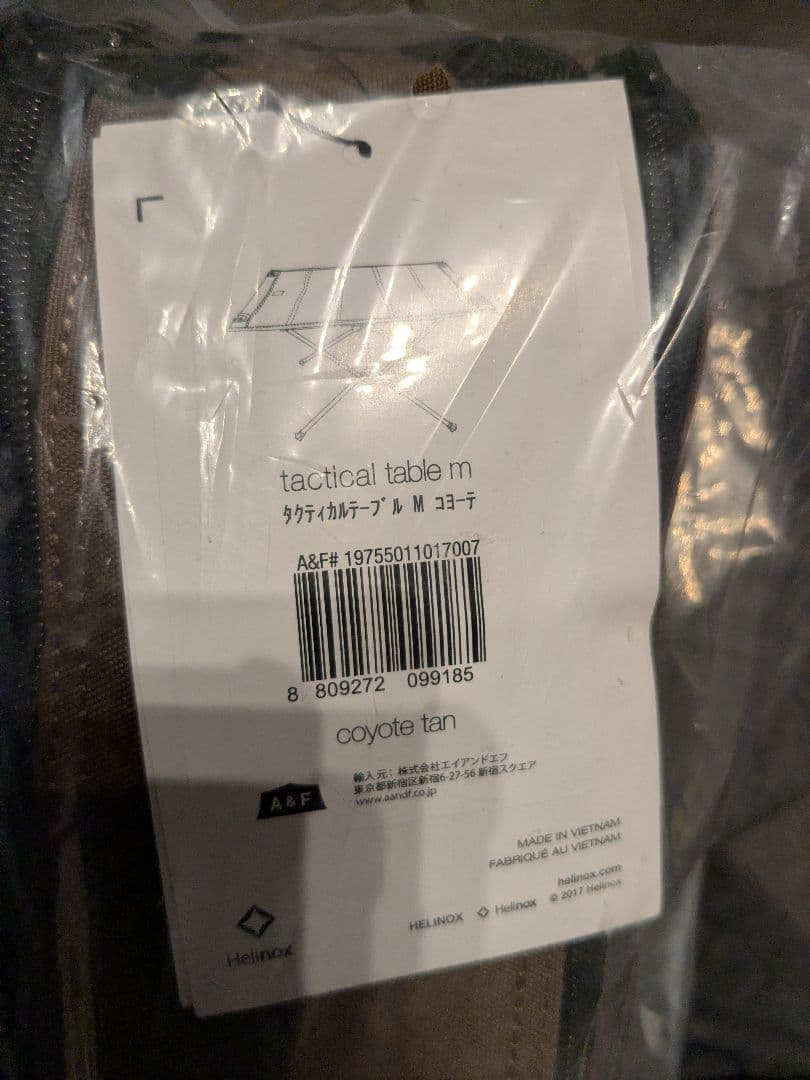 tactical table m
ﾀｸﾃｨｶﾙﾃｰﾌﾞﾙ M ｺﾖｰﾃ
A&F# 19755011017007
8 809272 099185
coyote tan
輸入元：株式会社エイアンドエフ
東京都新宿区新宿6-27-56 新宿スクエア
www.aandf.co.jp
A & F
MADE IN VIETNAM
FABRIQUÉ AU VIETNAM
helinox.com
HELINOX Helinox © 2017 Helinox
Helinox